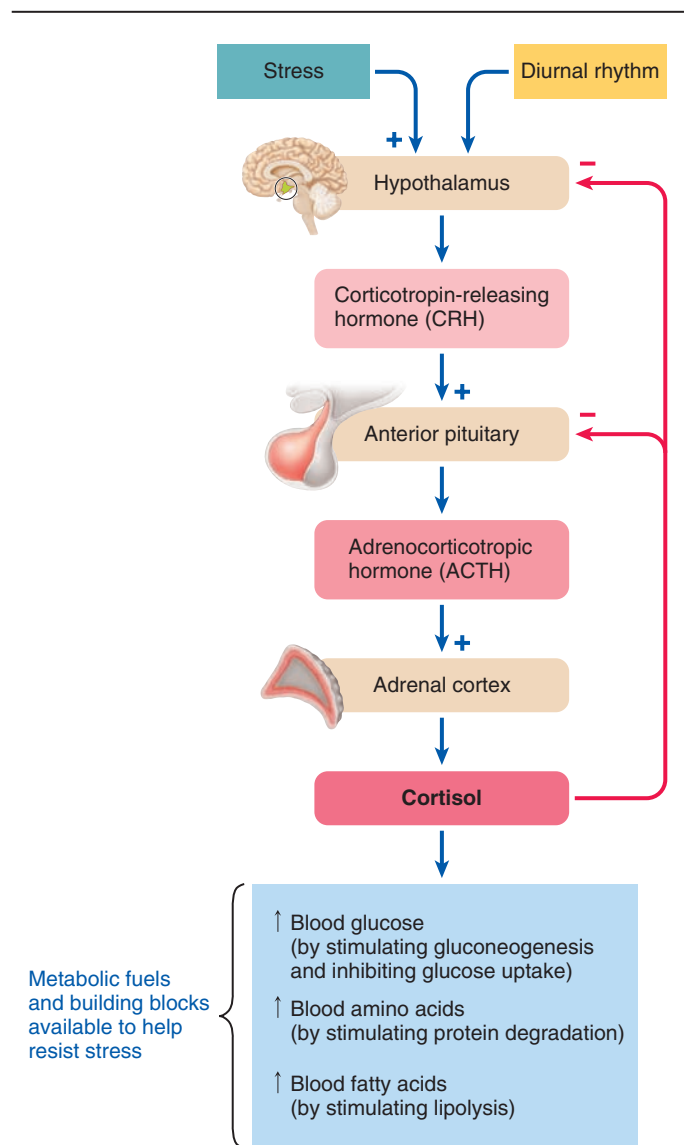 Stress
Diurnal rhythm
+
–
Hypothalamus
Corticotropin-releasing
hormone (CRH)
+
–
Anterior pituitary
Adrenocorticotropic
hormone (ACTH)
+
Adrenal cortex
Cortisol
↑ Blood glucose
(by stimulating gluconeogenesis
and inhibiting glucose uptake)
↑ Blood amino acids
(by stimulating protein degradation)
↑ Blood fatty acids
(by stimulating lipolysis)
Metabolic fuels
and building blocks
available to help
resist stress